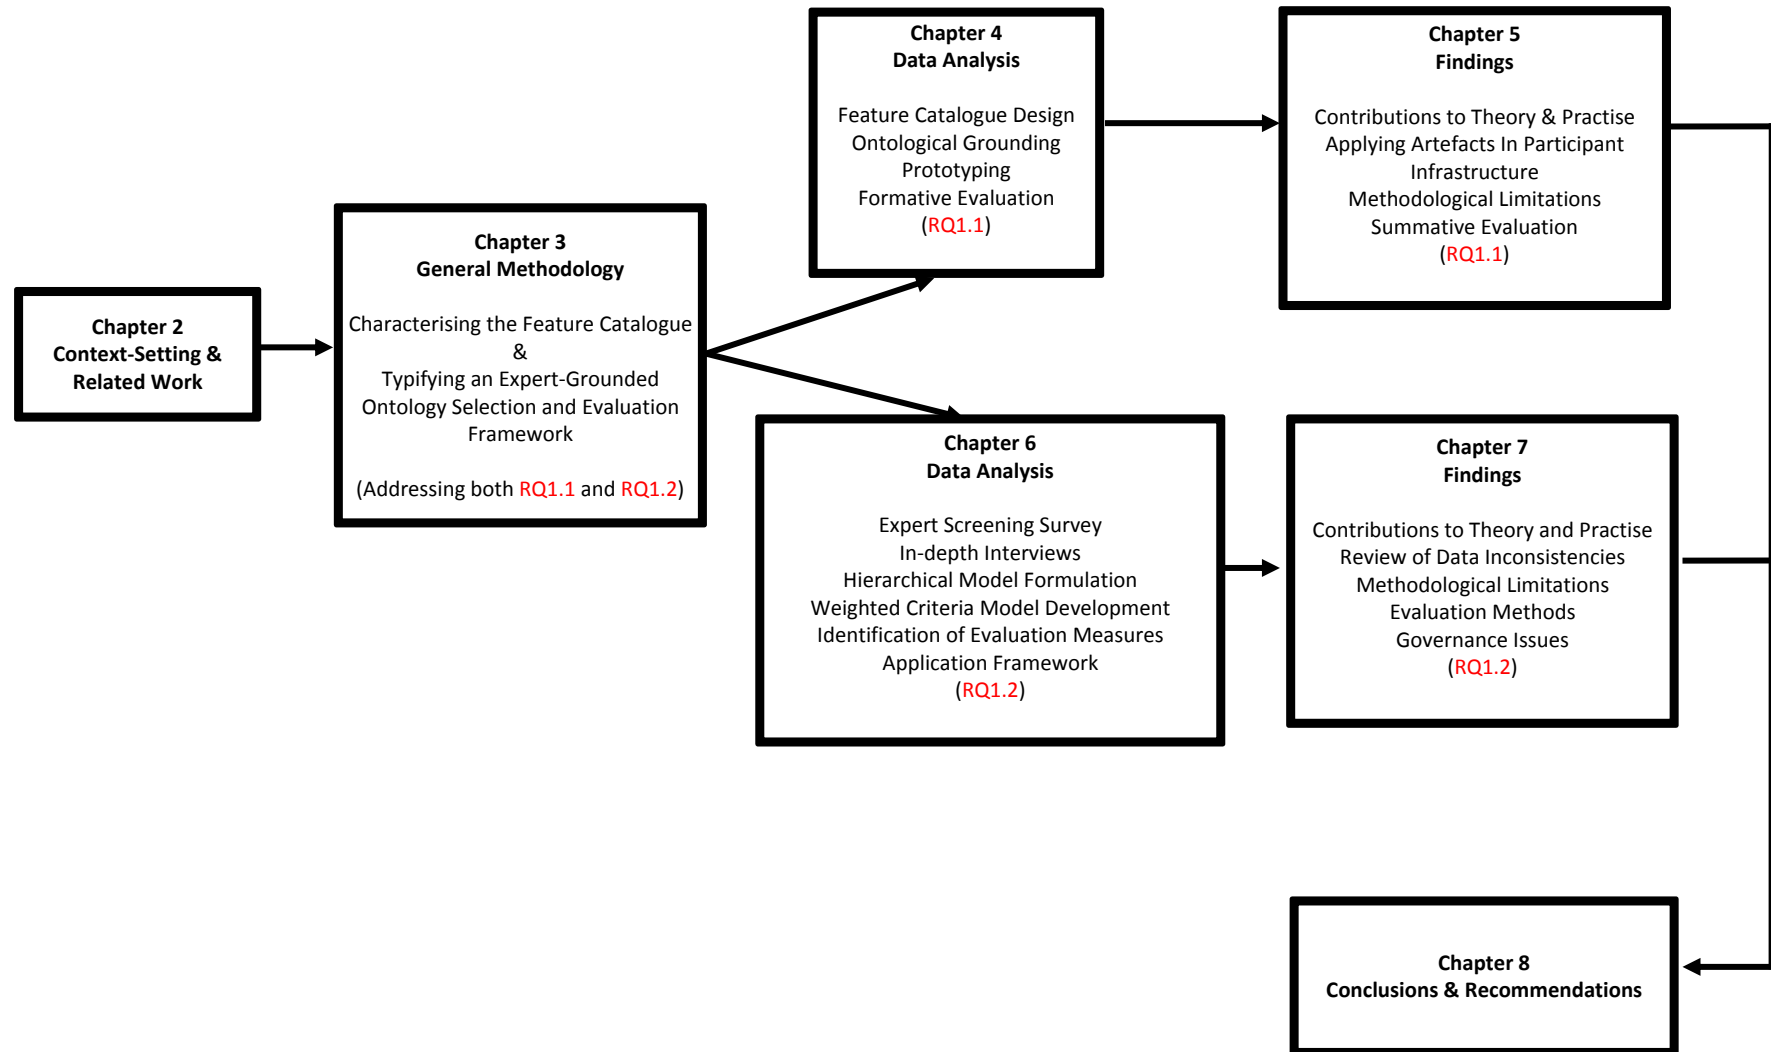 Chapter 2
Context-Setting &
Related Work
Chapter 3
General Methodology
Characterising the Feature Catalogue
&
Typifying an Expert-Grounded
Ontology Selection and Evaluation
Framework
(Addressing both RQ1.1 and RQ1.2)
Chapter 4
Data Analysis
Feature Catalogue Design
Ontological Grounding
Prototyping
Formative Evaluation
(RQ1.1)
Chapter 5
Findings
Contributions to Theory & Practise
Applying Artefacts In Participant
Infrastructure
Methodological Limitations
Summative Evaluation
(RQ1.1)
Chapter 6
Data Analysis
Expert Screening Survey
In-depth Interviews
Hierarchical Model Formulation
Weighted Criteria Model Development
Identification of Evaluation Measures
Application Framework
(RQ1.2)
Chapter 7
Findings
Contributions to Theory and Practise
Review of Data Inconsistencies
Methodological Limitations
Evaluation Methods
Governance Issues
(RQ1.2)
Chapter 8
Conclusions & Recommendations